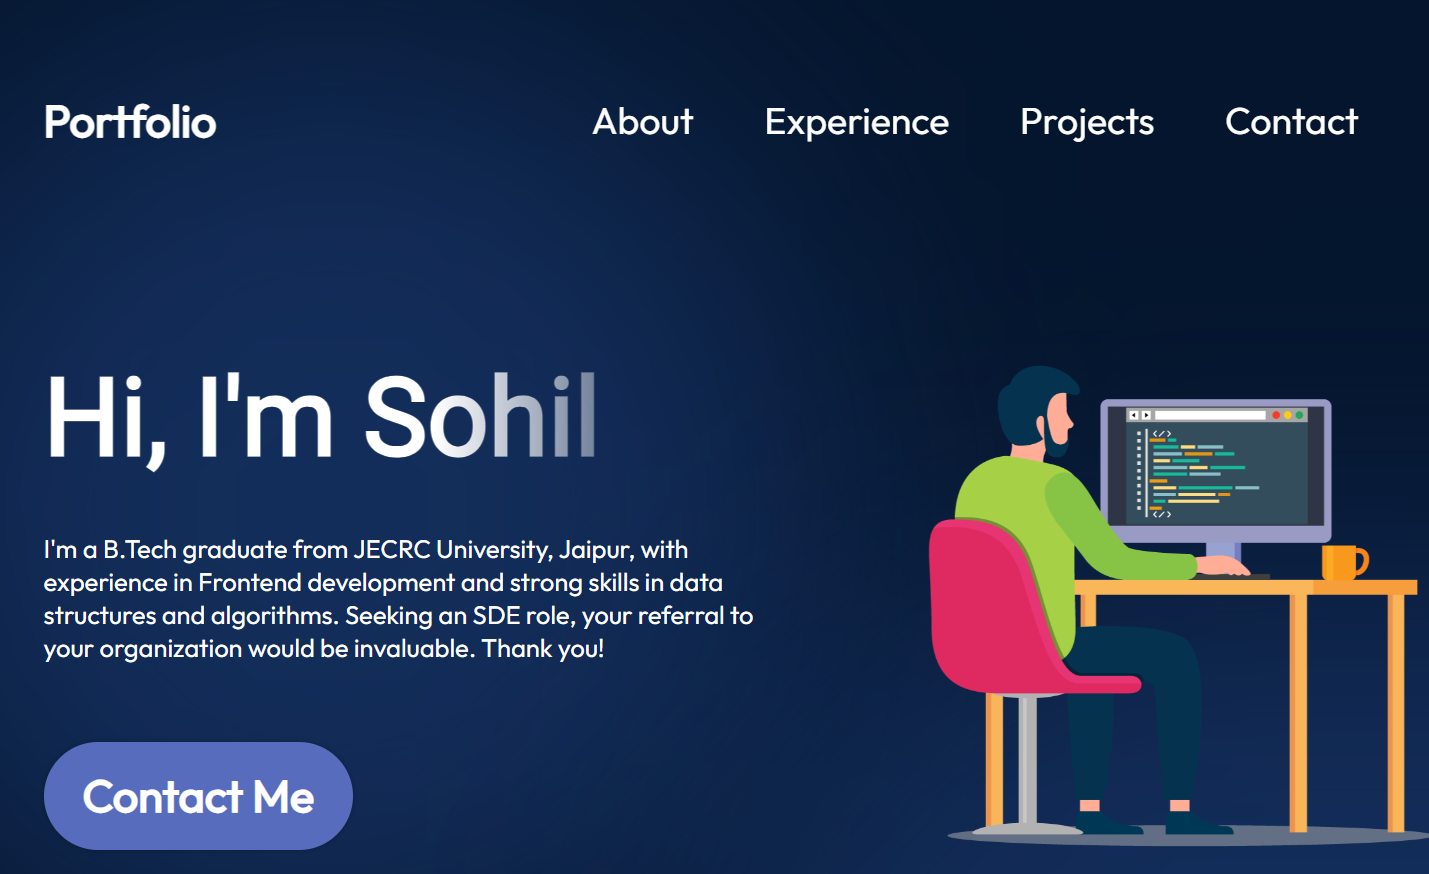 Portfolio
About Experience Projects Contact
Hi, I'm Sohil
I'm a B.Tech graduate from JECRC University, Jaipur, with
experience in Frontend development and strong skills in data
structures and algorithms. Seeking an SDE role, your referral to
your organization would be invaluable. Thank you!
Contact Me